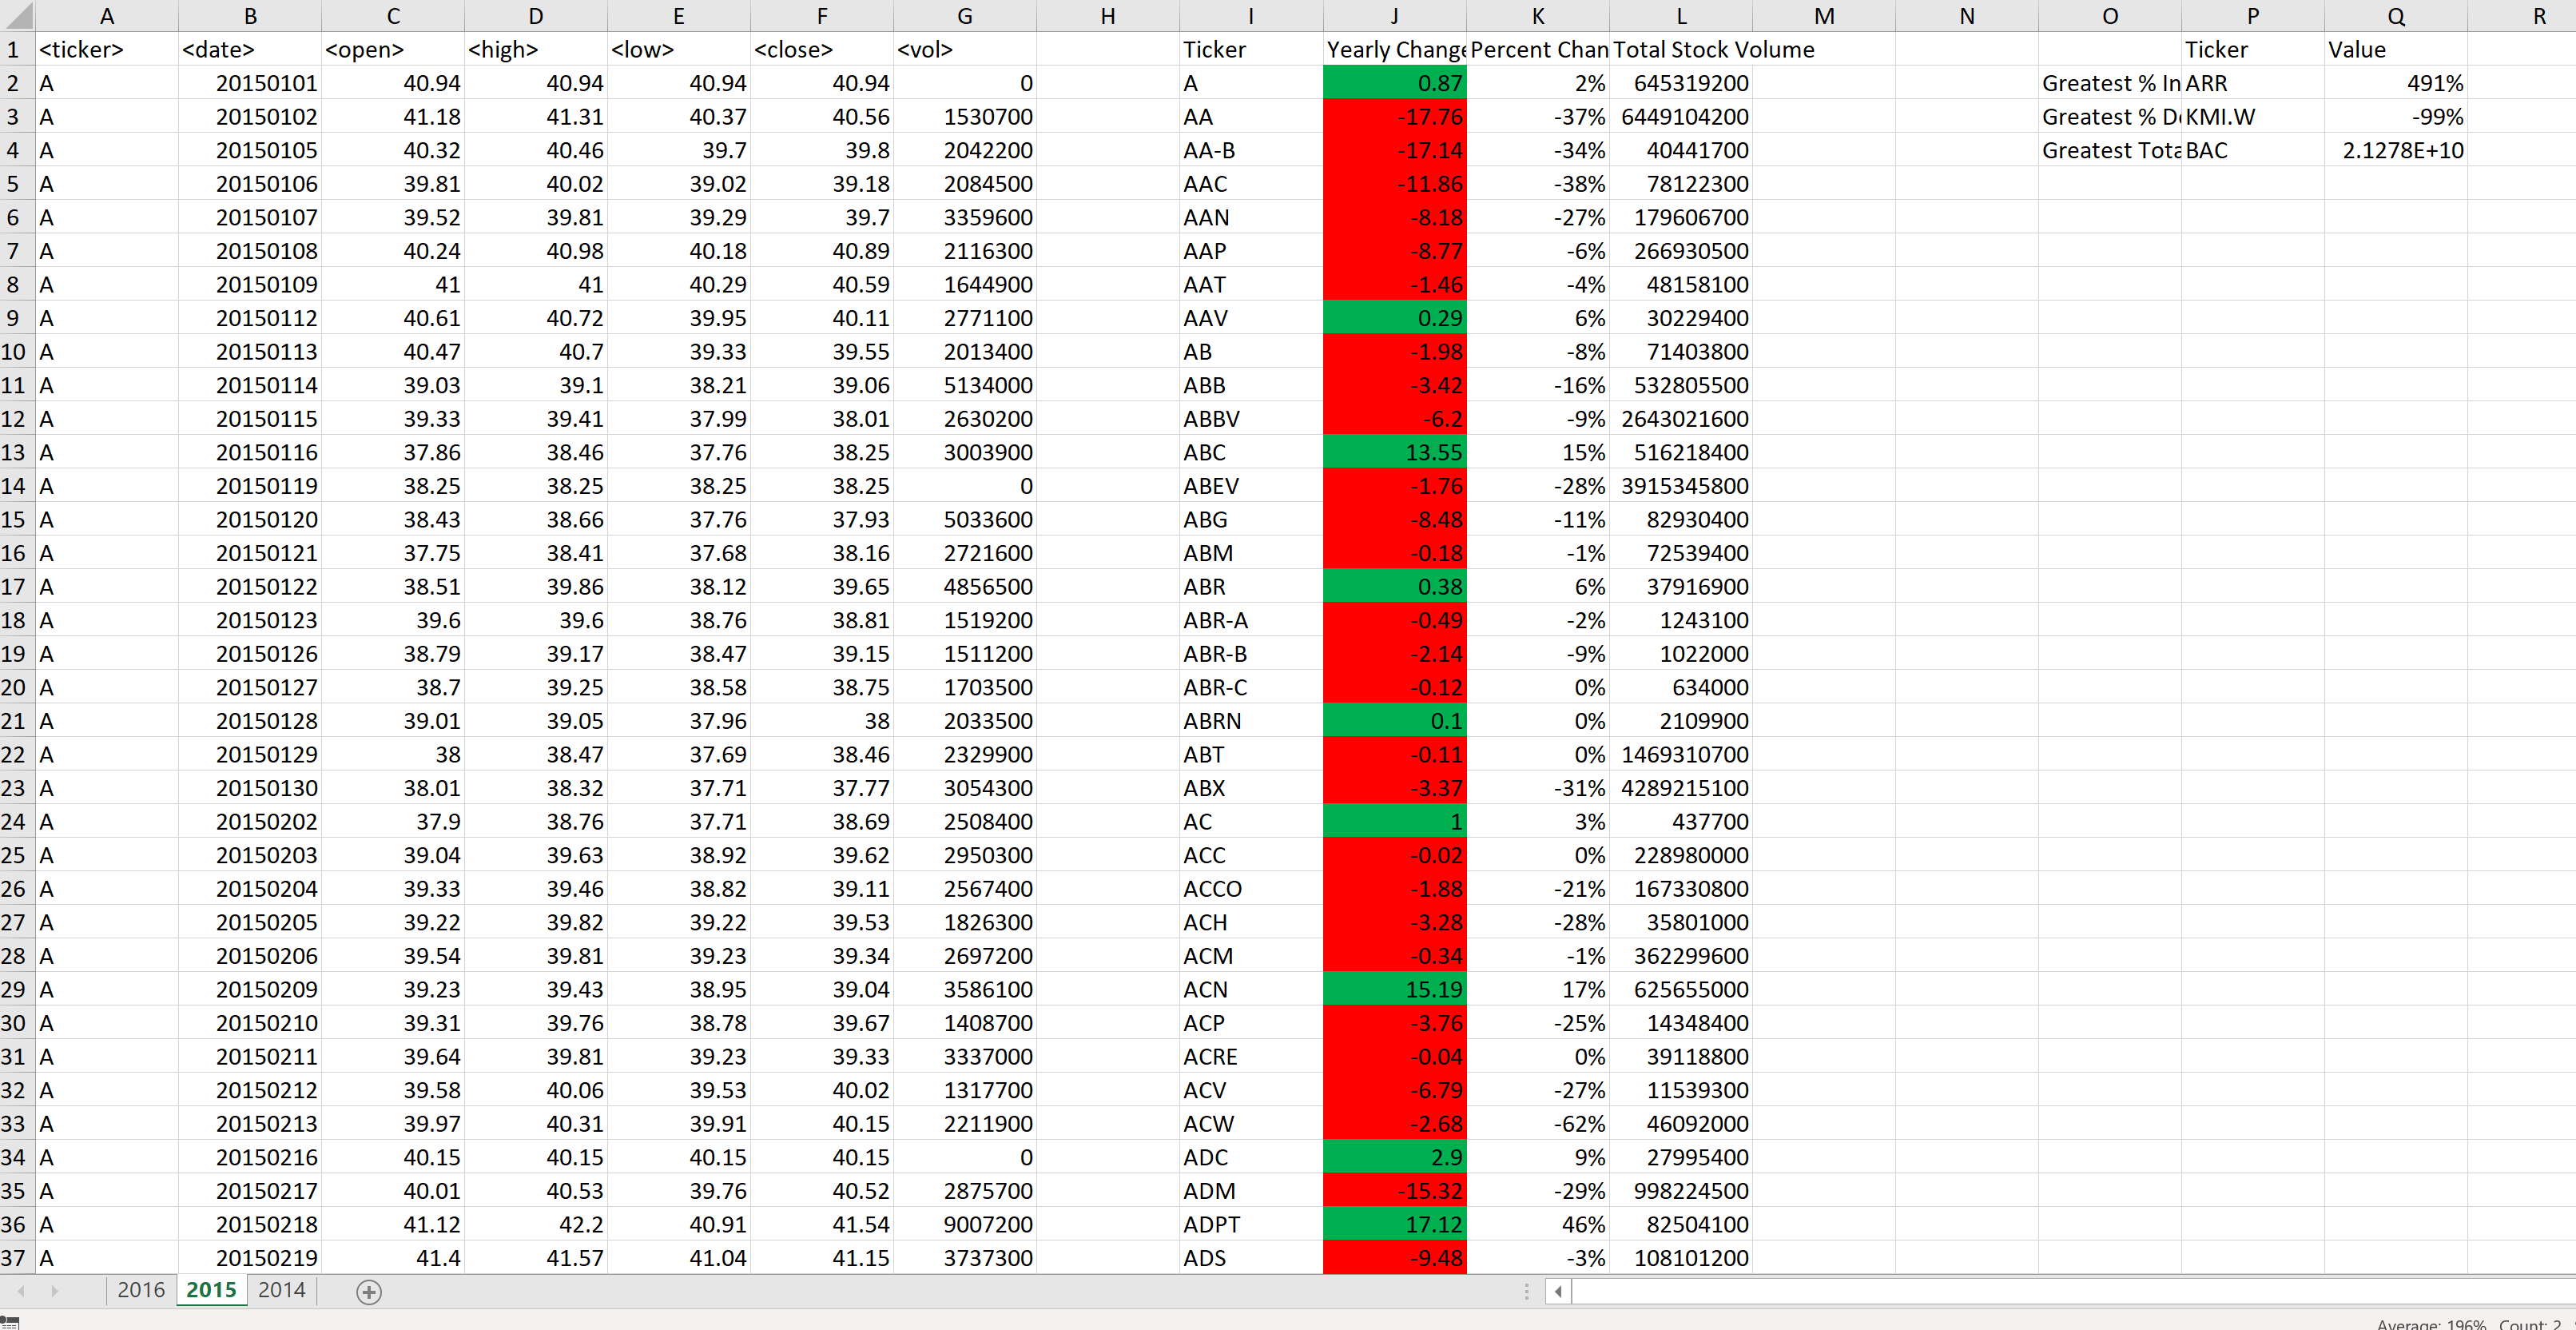 A B C D E F G H I J K L M N O P Q R
1 <ticker> <date> <open> <high> <low> <close> <vol> Ticker Yearly Change Percent Chan Total Stock Volume Ticker Value
2 A 20150101 40.94 40.94 40.94 40.94 0 A 0.87 2% 645319200 Greatest % In ARR 491%
3 A 20150102 41.18 41.31 40.37 40.56 1530700 AA -17.76 -37% 6449104200 Greatest % De KMI.W -99%
4 A 20150105 40.32 40.46 39.7 39.8 2042200 AA-B -17.14 -34% 40441700 Greatest Tota BAC 2.1278E+10
5 A 20150106 39.81 40.02 39.02 39.18 2084500 AAC -11.86 -38% 78122300
6 A 20150107 39.52 39.81 39.29 39.7 3359600 AAN -8.18 -27% 179606700
7 A 20150108 40.24 40.98 40.18 40.89 2116300 AAP -8.77 -6% 266930500
8 A 20150109 41 41 40.29 40.59 1644900 AAT -1.46 -4% 48158100
9 A 20150112 40.61 40.72 39.95 40.11 2771100 AAV 0.29 6% 30229400
10 A 20150113 40.47 40.7 39.33 39.55 2013400 AB -1.98 -8% 71403800
11 A 20150114 39.03 39.1 38.21 39.06 5134000 ABB -3.42 -16% 532805500
12 A 20150115 39.33 39.41 37.99 38.01 2630200 ABBV -6.2 -9% 2643021600
13 A 20150116 37.86 38.46 37.76 38.25 3003900 ABC 13.55 15% 516218400
14 A 20150119 38.25 38.25 38.25 38.25 0 ABEV -1.76 -28% 3915345800
15 A 20150120 38.43 38.66 37.76 37.93 5033600 ABG -8.48 -11% 82930400
16 A 20150121 37.75 38.41 37.68 38.16 2721600 ABM -0.18 -1% 72539400
17 A 20150122 38.51 39.86 38.12 39.65 4856500 ABR 0.38 6% 37916900
18 A 20150123 39.6 39.6 38.76 38.81 1519200 ABR-A -0.49 -2% 1243100
19 A 20150126 38.79 39.17 38.47 39.15 1511200 ABR-B -2.14 -9% 1022000
20 A 20150127 38.7 39.25 38.58 38.75 1703500 ABR-C -0.12 0% 634000
21 A 20150128 39.01 39.05 37.96 38 2033500 ABRN 0.1 0% 2109900
22 A 20150129 38 38.47 37.69 38.46 2329900 ABT -0.11 0% 1469310700
23 A 20150130 38.01 38.32 37.71 37.77 3054300 ABX -3.37 -31% 4289215100
24 A 20150202 37.9 38.76 37.71 38.69 2508400 AC 1 3% 437700
25 A 20150203 39.04 39.63 38.92 39.62 2950300 ACC -0.02 0% 228980000
26 A 20150204 39.33 39.46 38.82 39.11 2567400 ACCO -1.88 -21% 167330800
27 A 20150205 39.22 39.82 39.22 39.53 1826300 ACH -3.28 -28% 35801000
28 A 20150206 39.54 39.81 39.23 39.34 2697200 ACM -0.34 -1% 362299600
29 A 20150209 39.23 39.43 38.95 39.04 3586100 ACN 15.19 17% 625655000
30 A 20150210 39.31 39.76 38.78 39.67 1408700 ACP -3.76 -25% 14348400
31 A 20150211 39.64 39.81 39.23 39.33 3337000 ACRE -0.04 0% 39118800
32 A 20150212 39.58 40.06 39.53 40.02 1317700 ACV -6.79 -27% 11539300
33 A 20150213 39.97 40.31 39.91 40.15 2211900 ACW -2.68 -62% 46092000
34 A 20150216 40.15 40.15 40.15 40.15 0 ADC 2.9 9% 27995400
35 A 20150217 40.01 40.53 39.76 40.52 2875700 ADM -15.32 -29% 998224500
36 A 20150218 41.12 42.2 40.91 41.54 9007200 ADPT 17.12 46% 82504100
37 A 20150219 41.4 41.57 41.04 41.15 3737300 ADS -9.48 -3% 108101200
2016 2015 2014
Average: 196% Count: 2